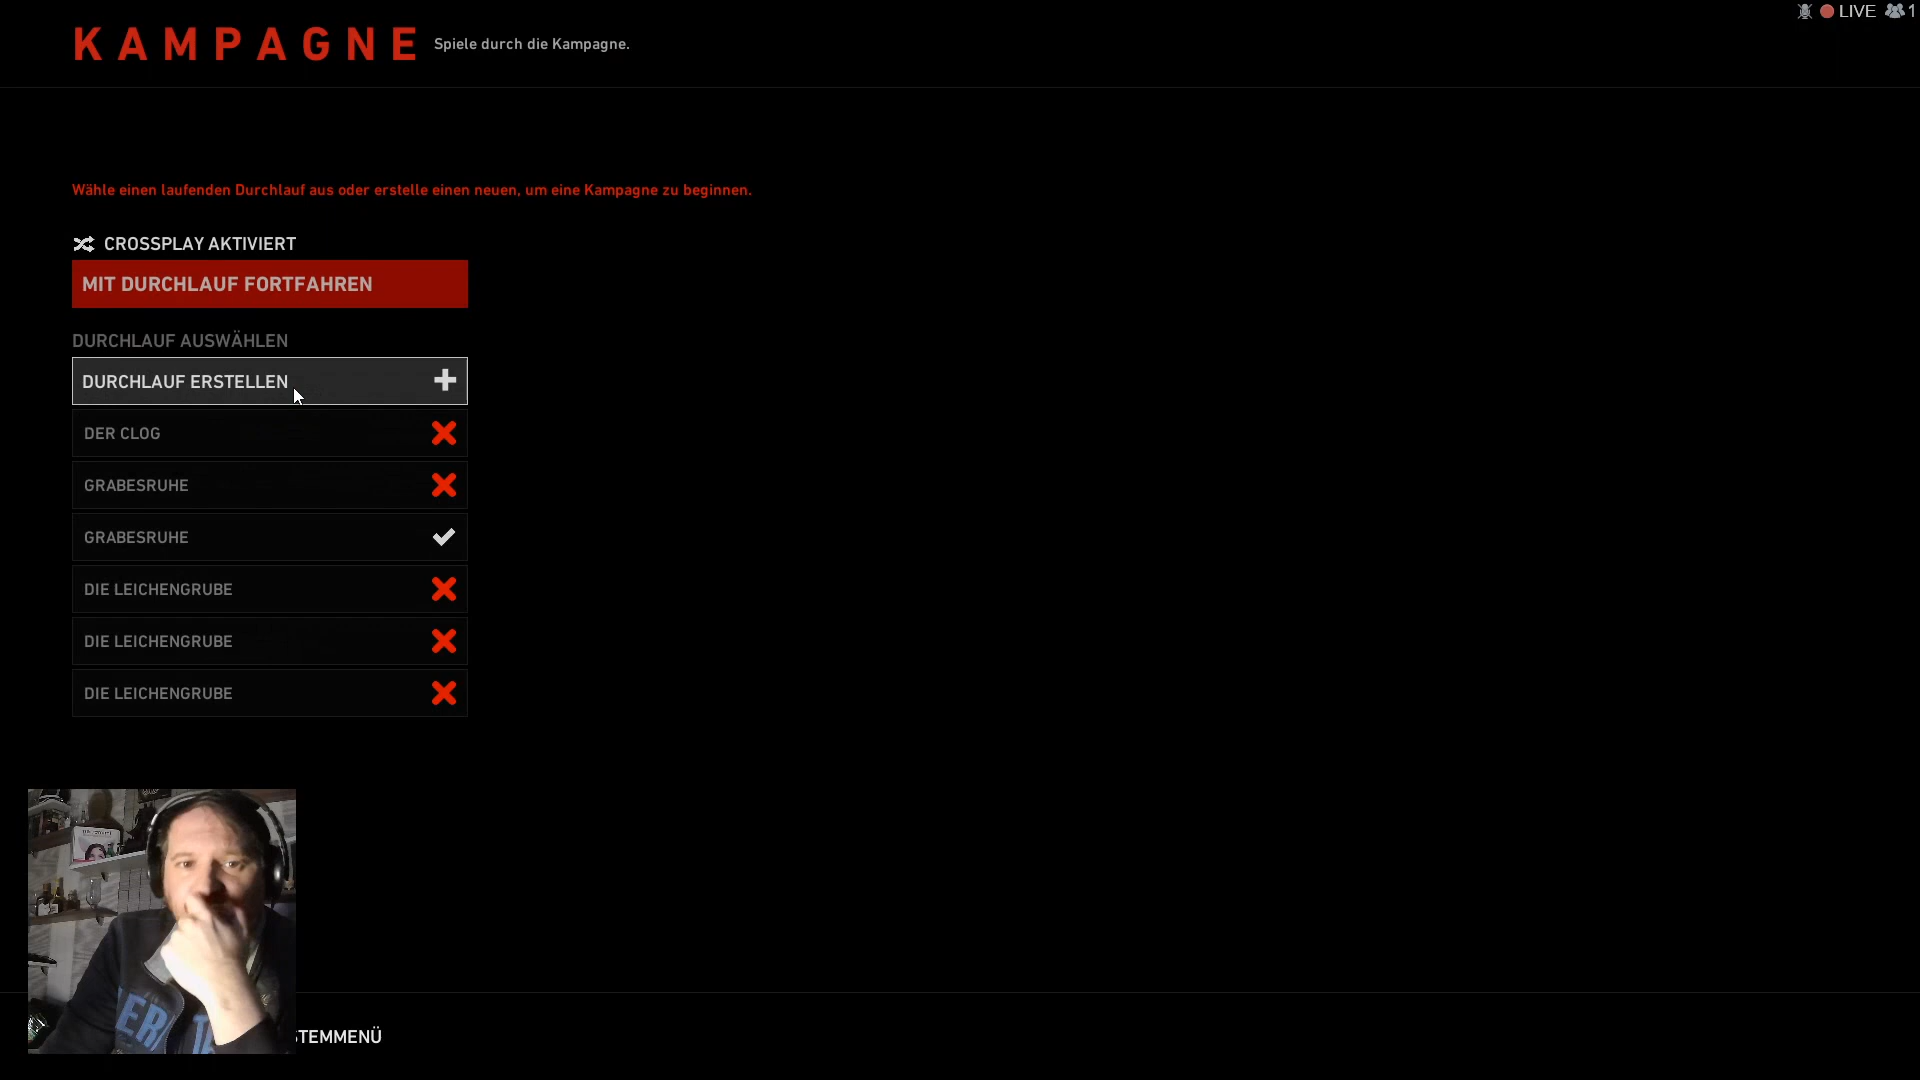 KAMPAGNE Spiele durch die Kampagne.
LIVE 1
Wähle einen laufenden Durchlauf aus oder erstelle einen neuen, um eine Kampagne zu beginnen.
CROSSPLAY AKTIVIERT
MIT DURCHLAUF FORTFAHREN
DURCHLAUF AUSWÄHLEN
DURCHLAUF ERSTELLEN
DER CLOG
GRABESRUHE
GRABESRUHE
DIE LEICHENGRUBE
DIE LEICHENGRUBE
DIE LEICHENGRUBE
STEMMENÜ